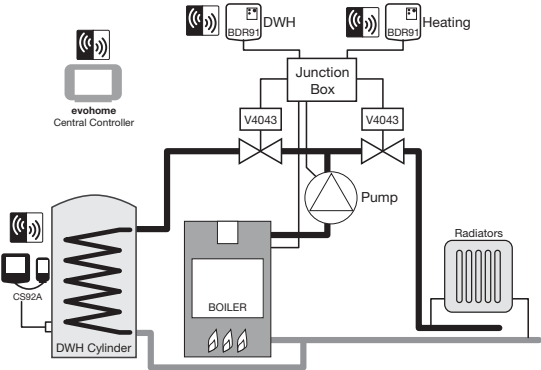 DWH
BDR91
Heating
BDR91
Junction
Box
evohome
Central Controller
V4043
V4043
Pump
Radiators
CS92A
BOILER
DWH Cylinder